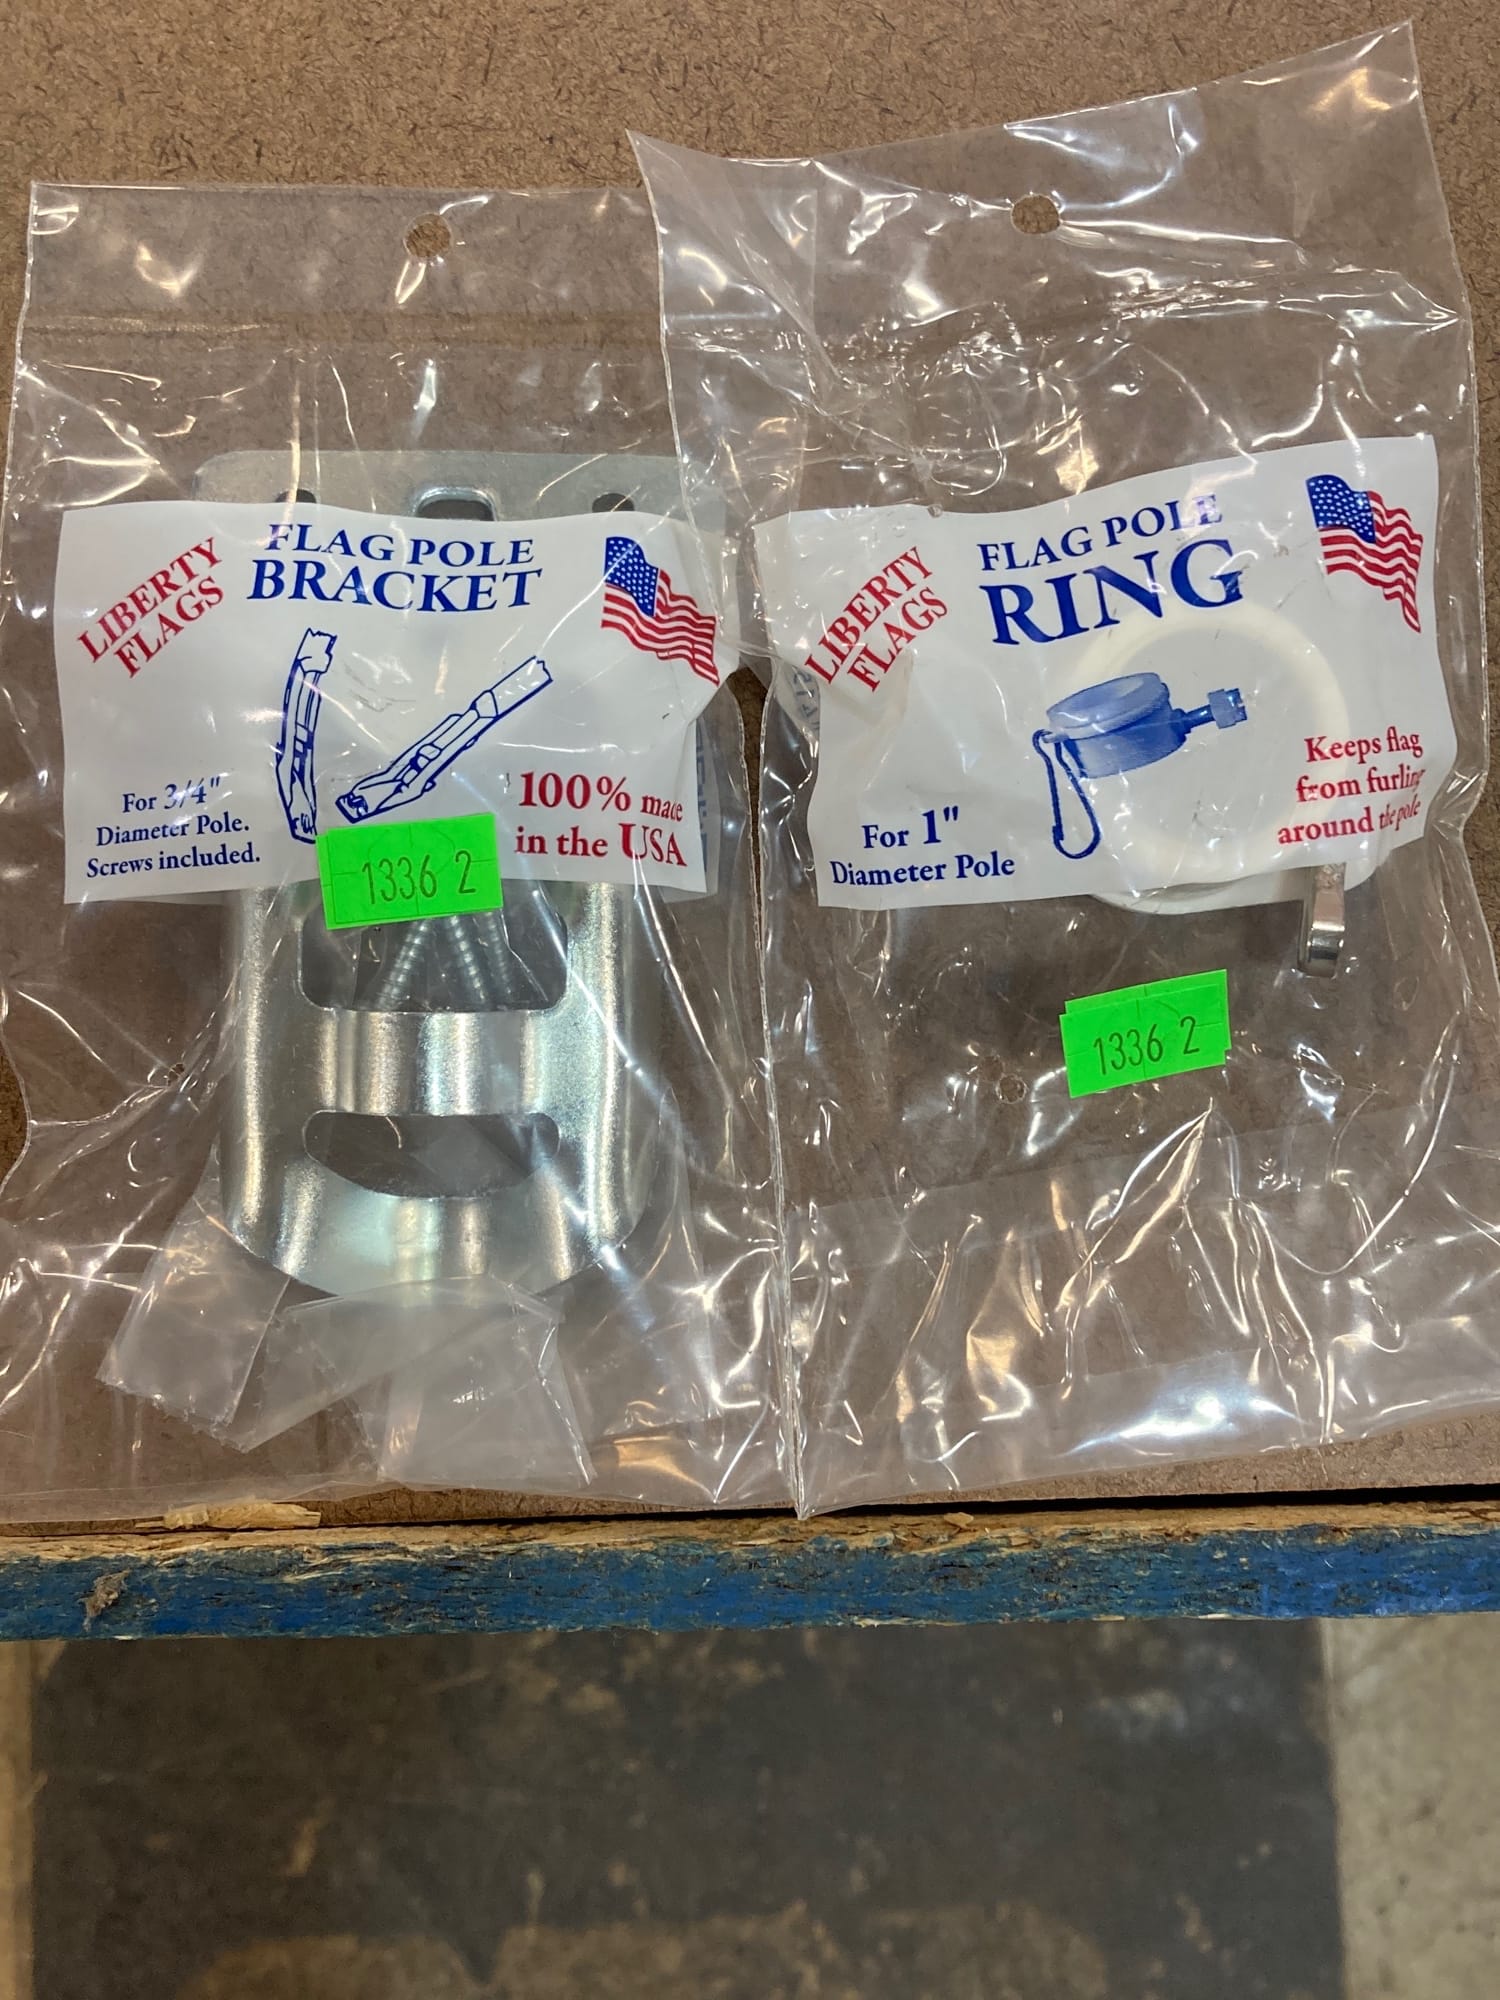 LIBERTY
FLAGS
FLAG POLE
BRACKET
For 3/4"
Diameter Pole.
Screws included.
100% made
in the USA
1336 2
LIBERTY
FLAGS
FLAG POLE
RING
For 1"
Diameter Pole
Keeps flag
from furling
around the pole
1336 2